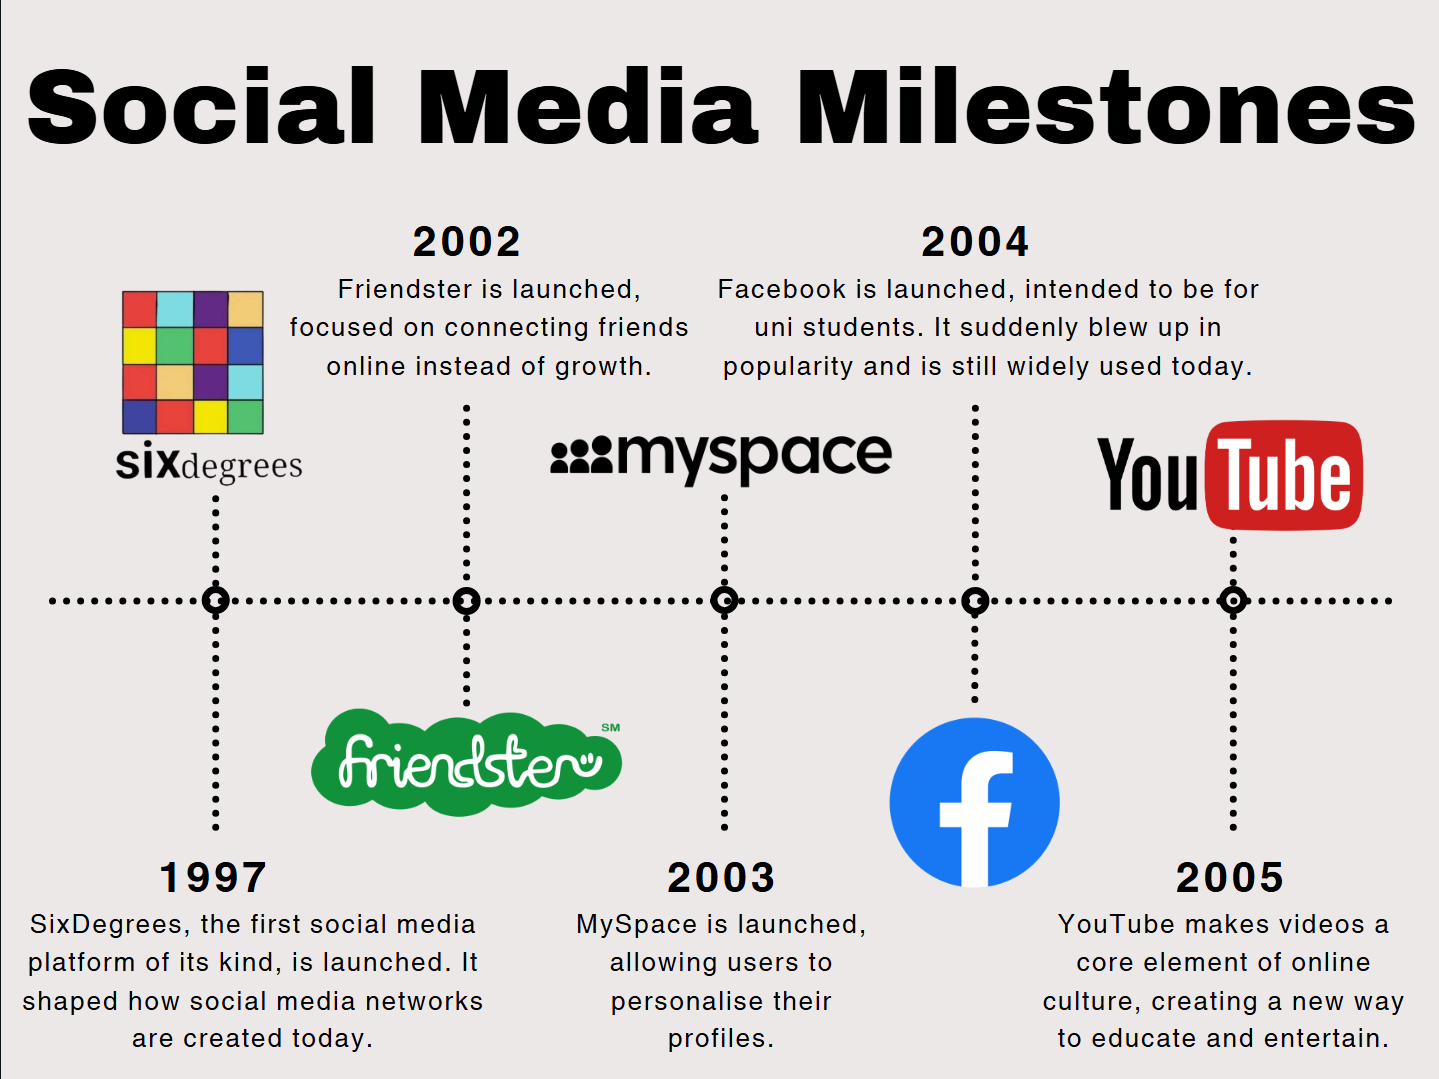 Social Media Milestones
2002
Friendster is launched,
focused on connecting friends
online instead of growth.
2004
Facebook is launched, intended to be for
uni students. It suddenly blew up in
popularity and is still widely used today.
sixdegrees
myspace
YouTube
friendster SM
f
1997
SixDegrees, the first social media
platform of its kind, is launched. It
shaped how social media networks
are created today.
2003
MySpace is launched,
allowing users to
personalise their
profiles.
2005
YouTube makes videos a
core element of online
culture, creating a new way
to educate and entertain.